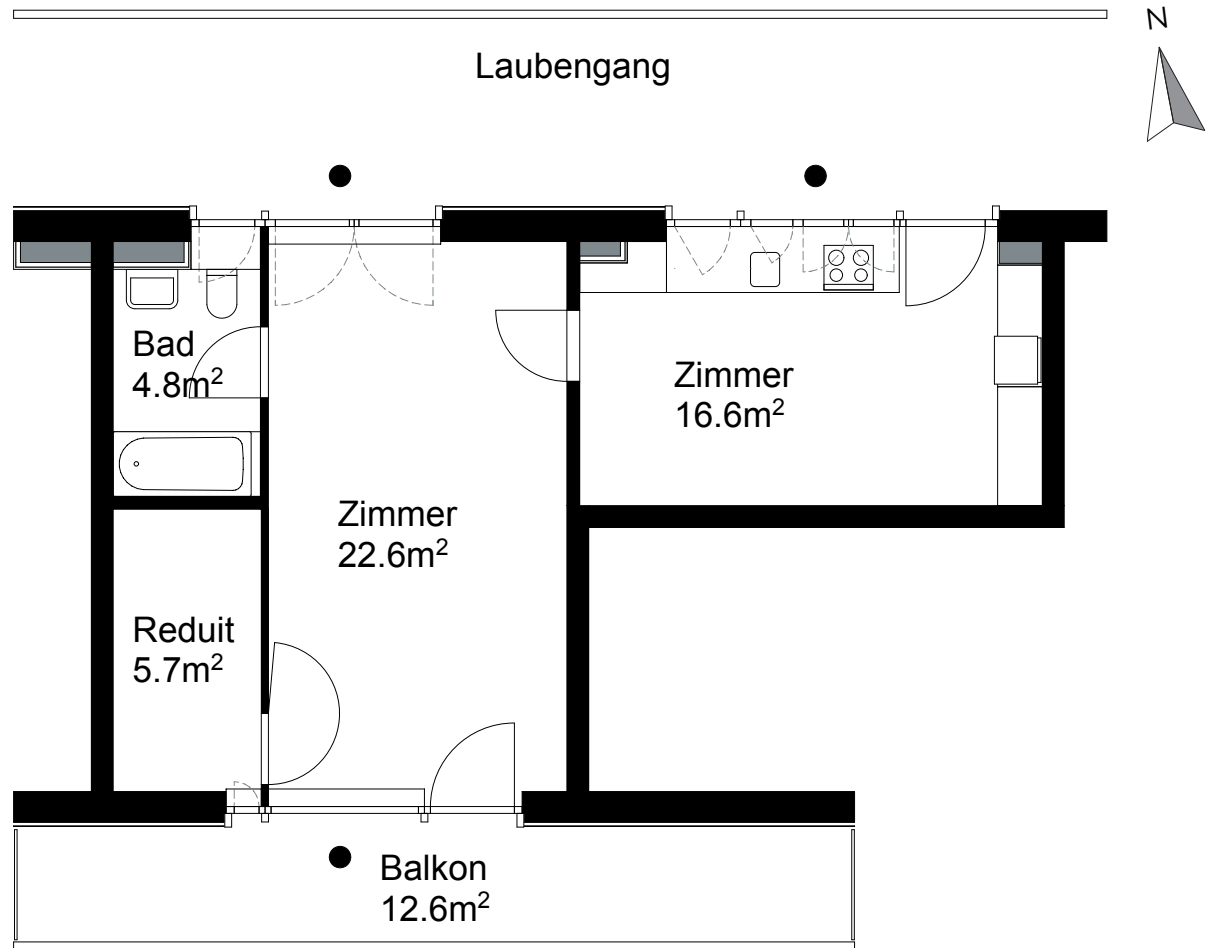 N
Laubengang
Bad
4.8m²
Zimmer
16.6m²
Zimmer
22.6m²
Reduit
5.7m²
Balkon
12.6m²